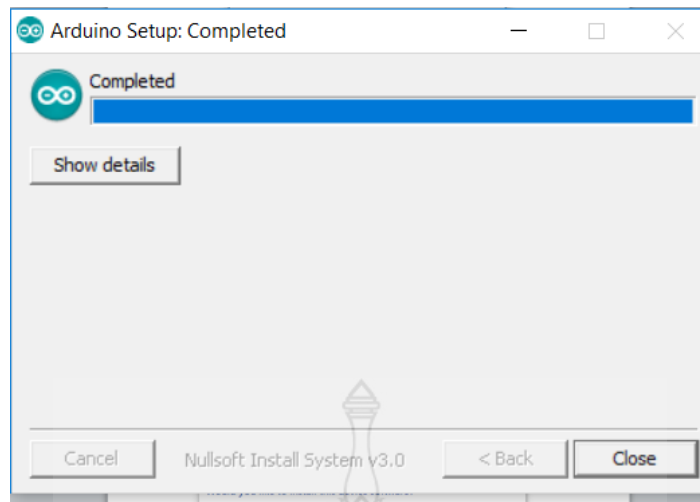 Arduino Setup: Completed
Completed
Show details
Cancel
Nullsoft Install System v3.0
< Back
Close